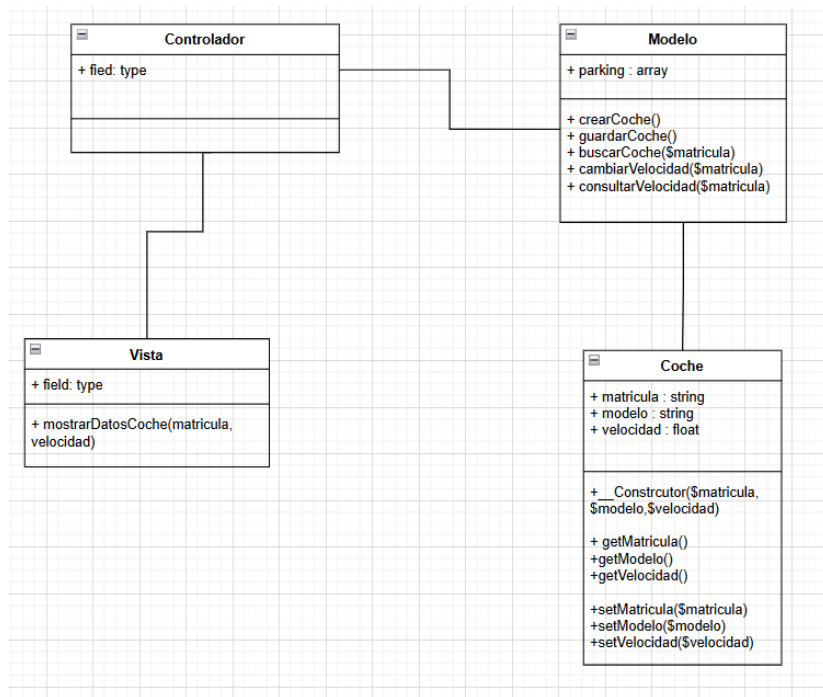 Controlador
+ fied: type
Modelo
+ parking : array
+ crearCoche()
+ guardarCoche()
+ buscarCoche($matricula)
+ cambiarVelocidad($matricula)
+ consultarVelocidad($matricula)
Vista
+ field: type
+ mostrarDatosCoche(matricula,
velocidad)
Coche
+ matricula : string
+ modelo : string
+ velocidad : float
+__Constrcutor($matricula,
$modelo,$velocidad)
+ getMatricula()
+getModelo()
+getVelocidad()
+setMatricula($matricula)
+setModelo($modelo)
+setVelocidad($velocidad)